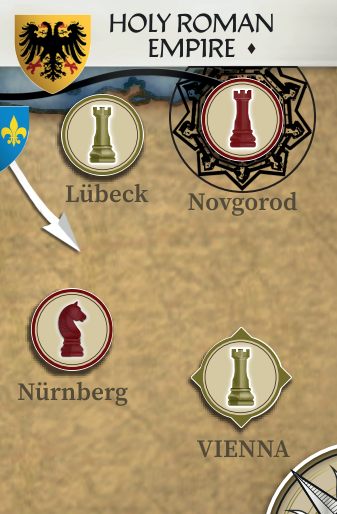 HOLY ROMAN
EMPIRE ♦
Lübeck
Novgorod
Nürnberg
VIENNA